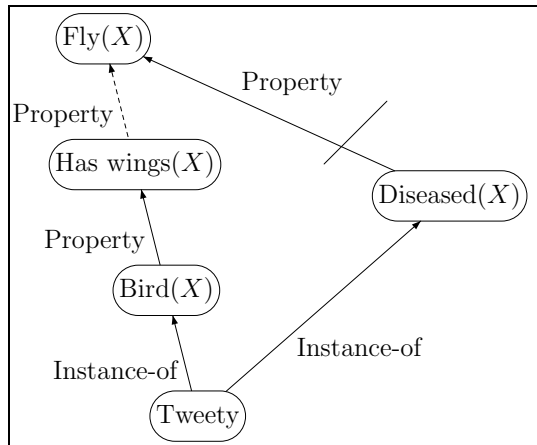 Fly(X)
Property
Property
Has wings(X)
Diseased(X)
Property
Bird(X)
Instance-of
Instance-of
Tweety